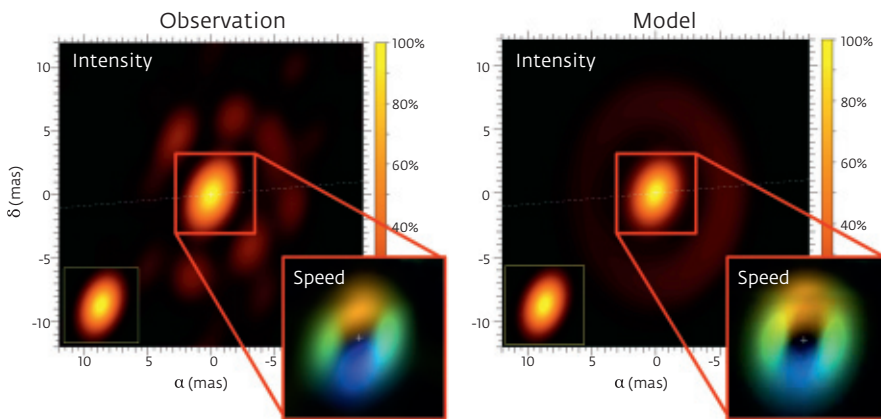 Observation
Intensity
100%
80%
60%
40%
10
5
0
-5
-10
δ (mas)
10
5
0
-5
α (mas)
Speed
Model
Intensity
100%
80%
60%
40%
10
5
0
-5
-10
10
5
0
-5
α (mas)
Speed